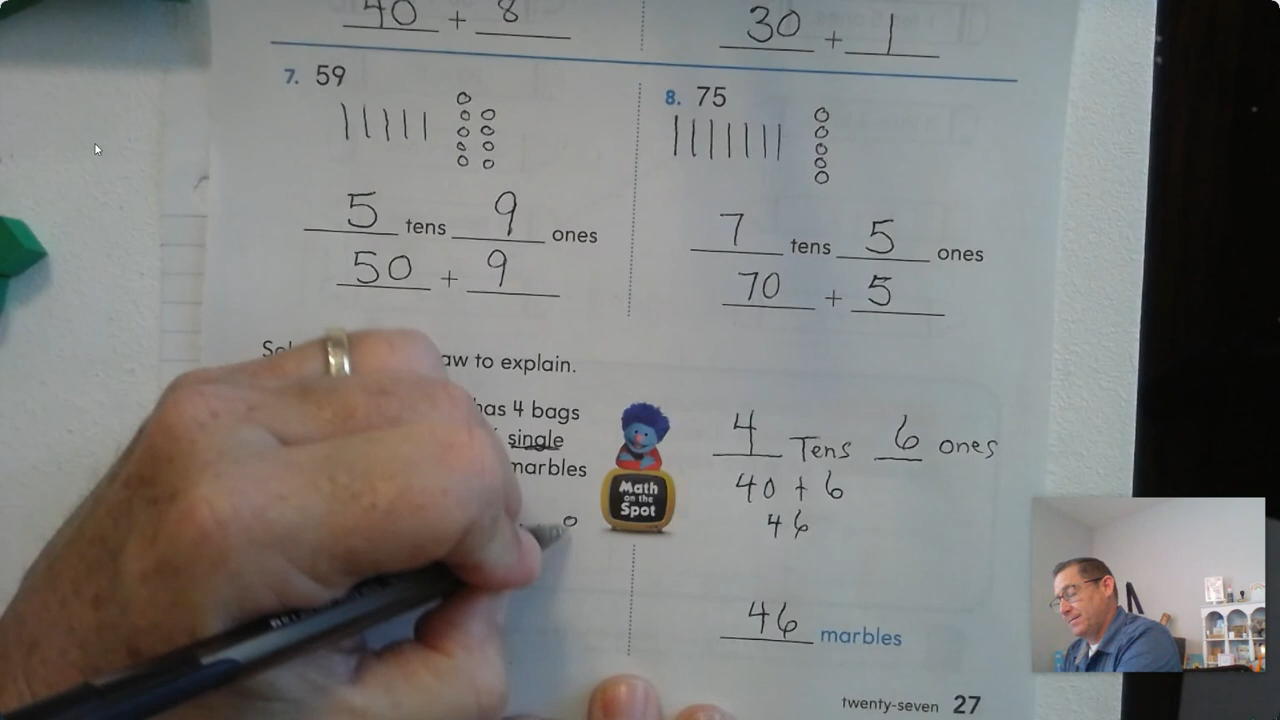 40 + 8
30 + 1
7. 59
5 tens 9 ones
50 + 9
8. 75
7 tens 5 ones
70 + 5
aw to explain.
has 4 bags
single
marbles
Math
on the
Spot
4 Tens 6 ones
40 + 6
46
46 marbles
twenty-seven 27